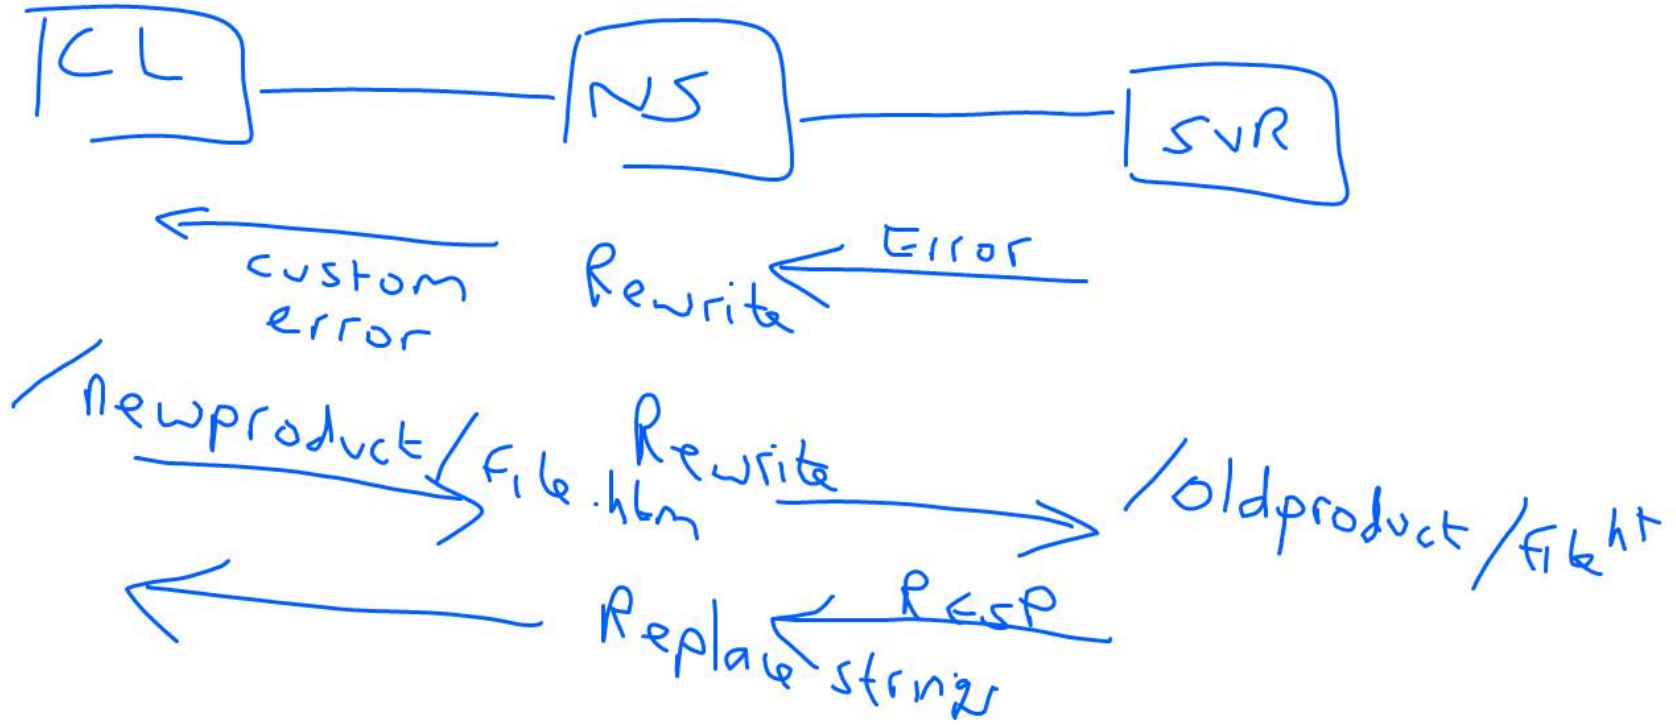 CL
NS
SVR
Error
custom
error
Rewrite
/newproduct/file.htm
Rewrite
/oldproduct/file ht
Resp
Replace strings